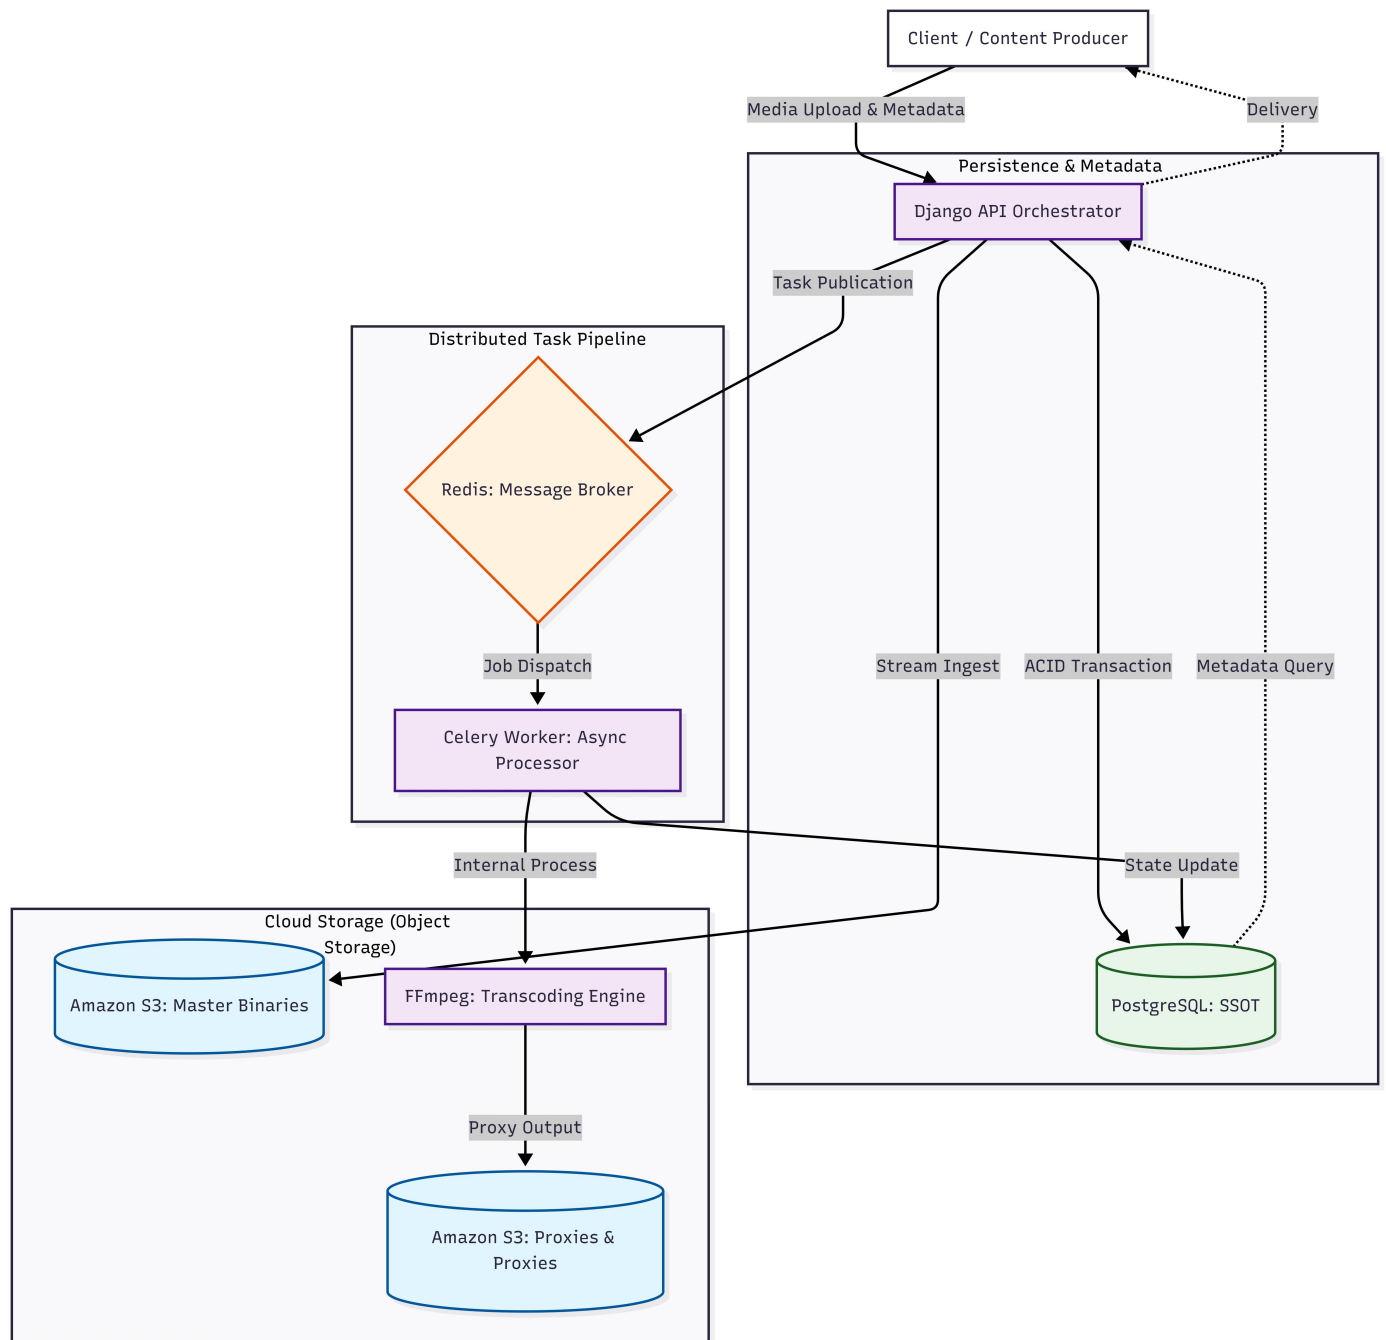 Client / Content Producer
Media Upload & Metadata
Delivery
Persistence & Metadata
Django API Orchestrator
Task Publication
Distributed Task Pipeline
Redis: Message Broker
Job Dispatch
Stream Ingest
ACID Transaction
Metadata Query
Celery Worker: Async
Processor
Internal Process
State Update
Cloud Storage (Object
Storage)
Amazon S3: Master Binaries
FFmpeg: Transcoding Engine
PostgreSQL: SSOT
Proxy Output
Amazon S3: Proxies &
Proxies